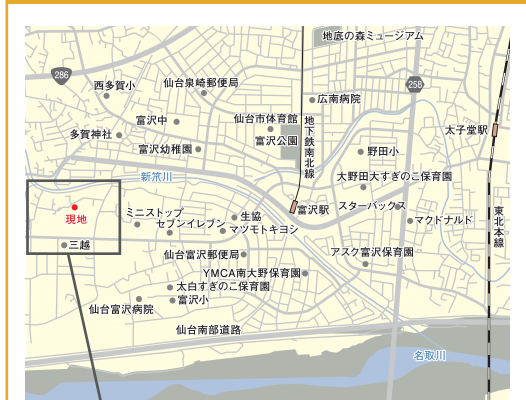 地底の森ミュージアム
286
258
西多賀小
仙台泉崎郵便局
広南病院
富沢中
仙台市体育館
富沢公園
地下鉄南北線
太子堂駅
多賀神社
富沢幼稚園
野田小
新笊川
大野田大すぎのこ保育園
現地
ミニストップ
生協
富沢駅
スターバックス
セブンイレブン
マツモトキヨシ
マクドナルド
東北本線
三越
仙台富沢郵便局
アスク富沢保育園
YMCA南大野保育園
太白すぎのこ保育園
仙台富沢病院
富沢小
仙台南部道路
名取川